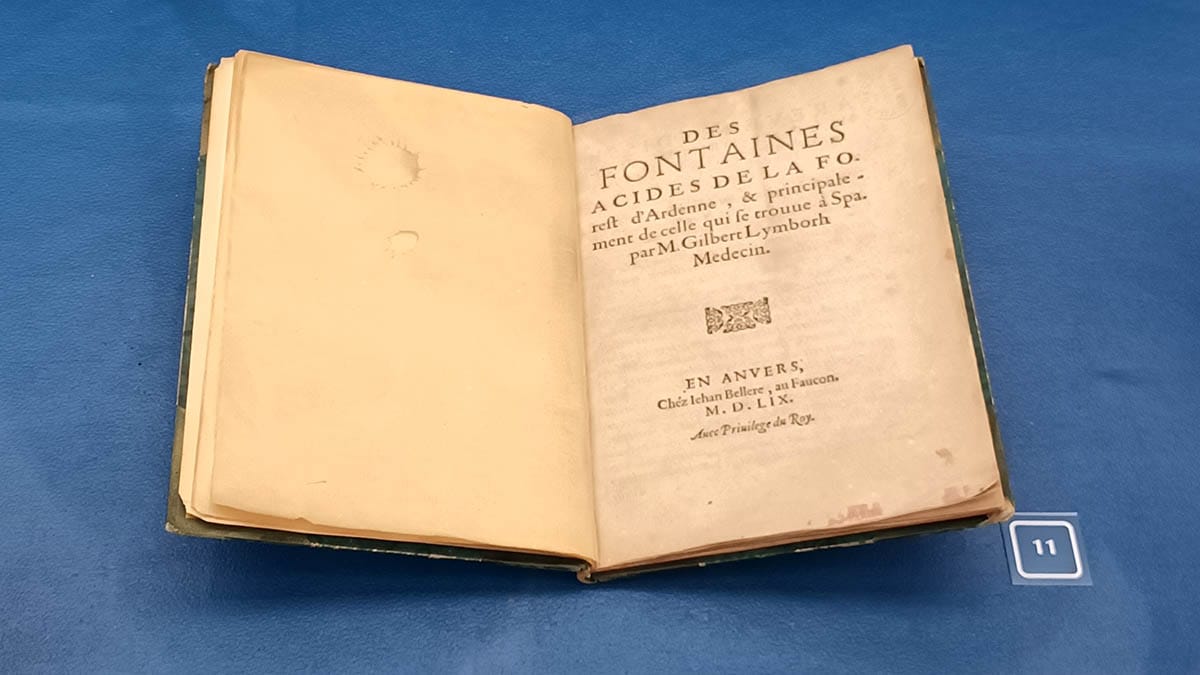 DES
FONTAINES
ACIDES DE LA FO-
rest d'Ardenne, & principale-
ment de celle qui se trouue à Spa.
par M. Gilbert Lymborh
Medecin.
EN ANVERS,
Chéz Iehan Bellere, au Faucon.
M. D. LIX.
Auec Priuilege du Roy.
11